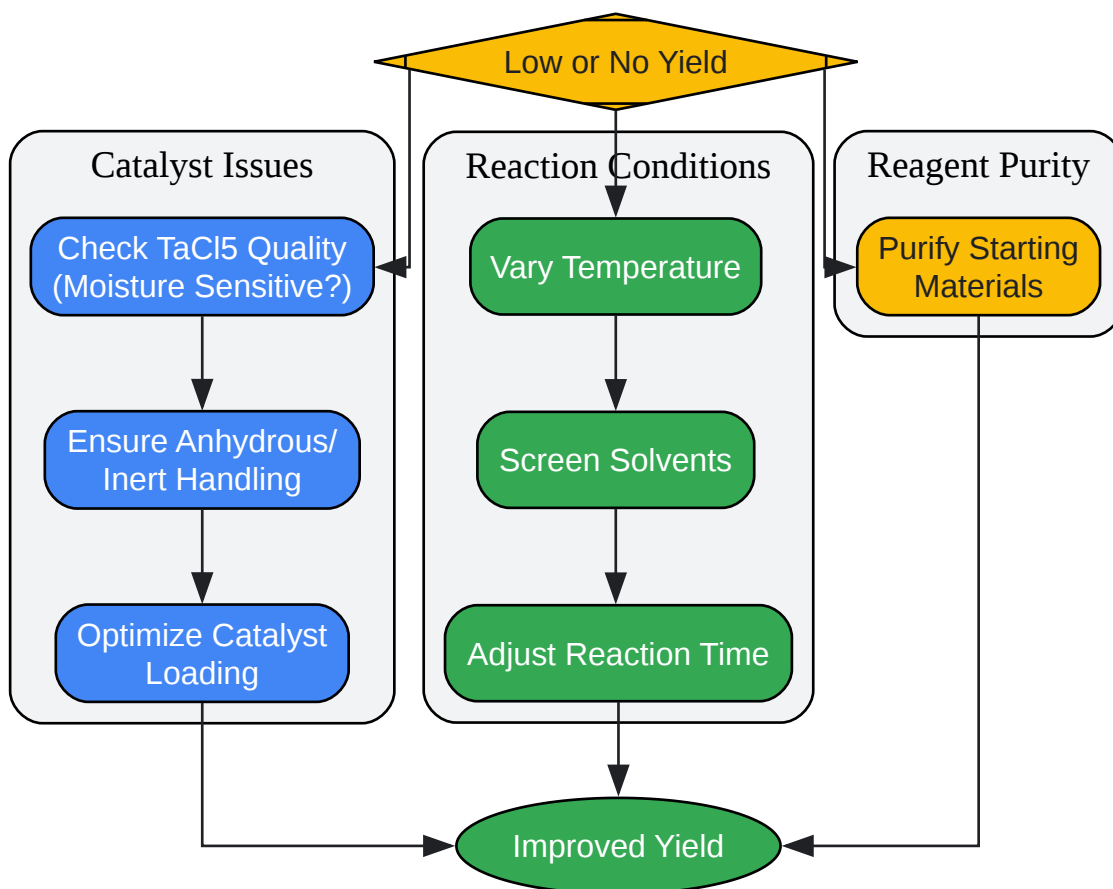 Low or No Yield
Catalyst Issues
Check TaCl5 Quality
(Moisture Sensitive?)
Ensure Anhydrous/
Inert Handling
Optimize Catalyst
Loading
Reaction Conditions
Vary Temperature
Screen Solvents
Adjust Reaction Time
Reagent Purity
Purify Starting
Materials
Improved Yield